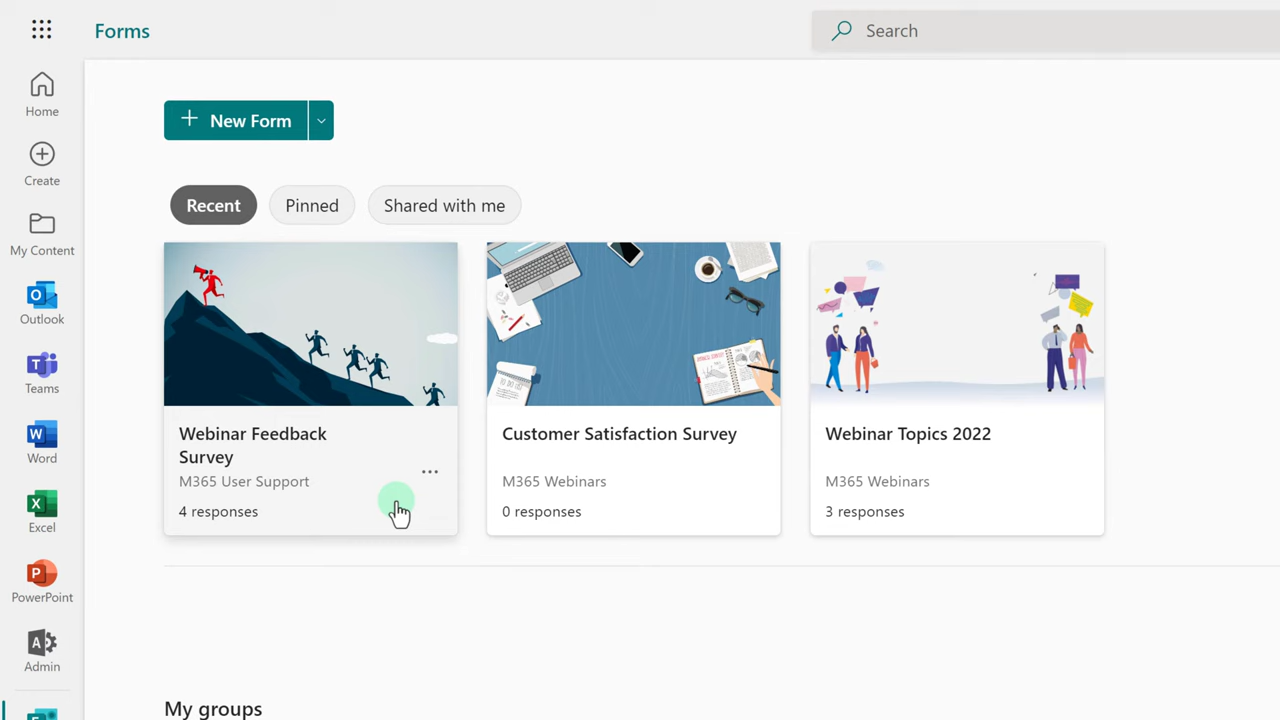 Forms
Search
Home
Create
My Content
Outlook
Teams
Word
Excel
PowerPoint
Admin
New Form
Recent
Pinned
Shared with me
Webinar Feedback
Survey
M365 User Support
4 responses
Customer Satisfaction Survey
M365 Webinars
0 responses
Webinar Topics 2022
M365 Webinars
3 responses
My groups